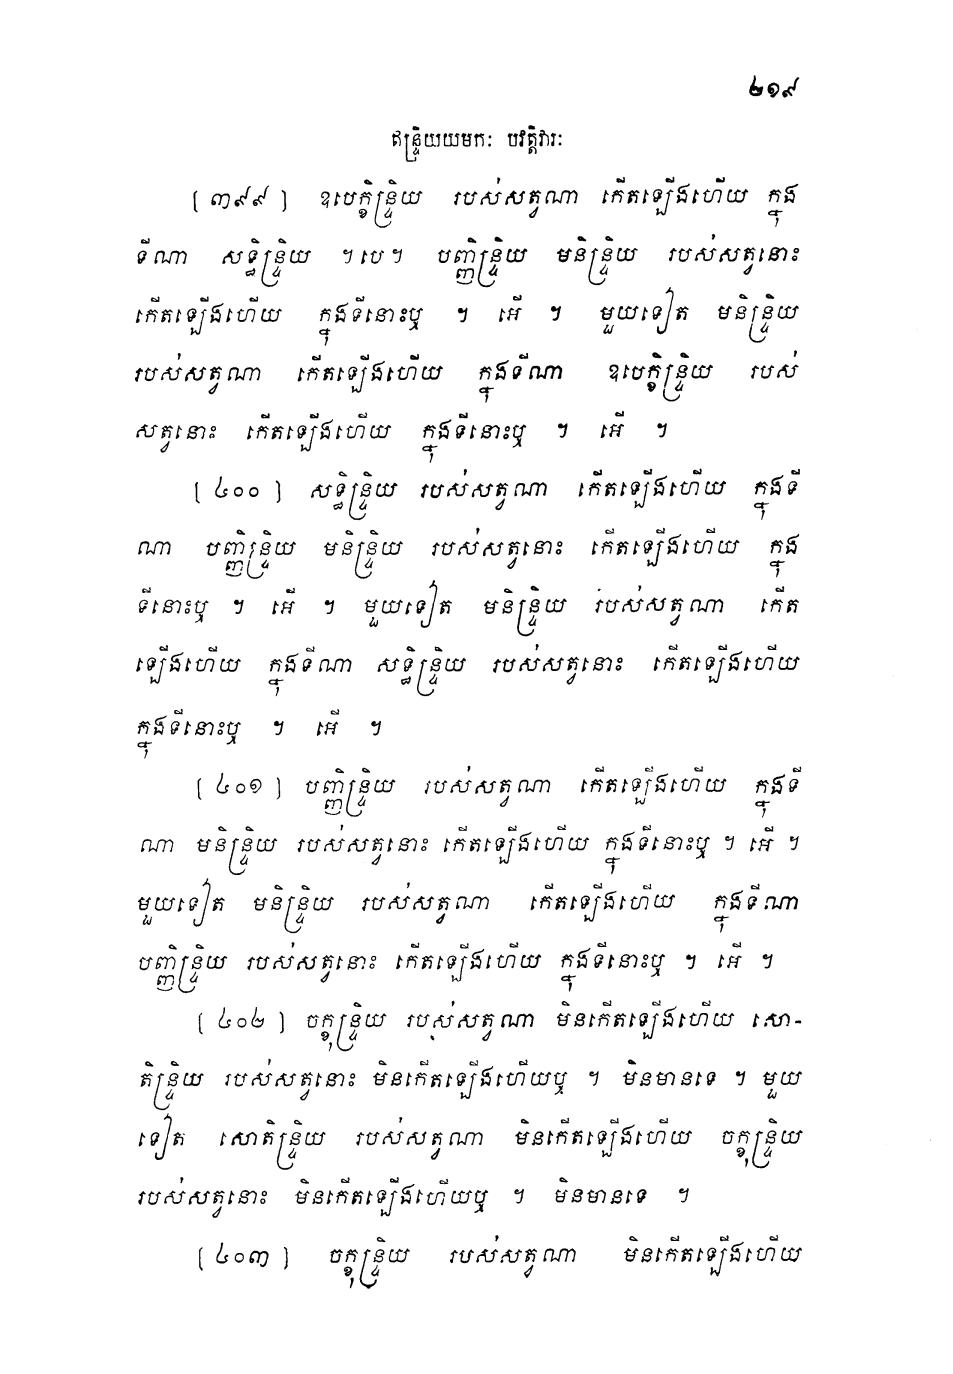 ២១៩
ឥន្ទ្រិយយមកៈ បវត្តិវារៈ
[ ៣៩៩ ] ឧបេក្ខិន្ទ្រិយ របស់សត្វណា កើតឡើងហើយ ក្នុង
ទីណា សទ្ធិន្ទ្រិយ ។បេ។ បញ្ញិន្ទ្រិយ មនិន្ទ្រិយ របស់សត្វនោះ
កើតឡើងហើយ ក្នុងទីនោះឬ ។ អើ ។ មួយទៀត មនិន្ទ្រិយ
របស់សត្វណា កើតឡើងហើយ ក្នុងទីណា ឧបេក្ខិន្ទ្រិយ របស់
សត្វនោះ កើតឡើងហើយ ក្នុងទីនោះឬ ។ អើ ។
[ ៤០០ ] សទ្ធិន្ទ្រិយ របស់សត្វណា កើតឡើងហើយ ក្នុងទី
ណា បញ្ញិន្ទ្រិយ មនិន្ទ្រិយ របស់សត្វនោះ កើតឡើងហើយ ក្នុង
ទីនោះឬ ។ អើ ។ មួយទៀត មនិន្ទ្រិយ របស់សត្វណា កើត
ឡើងហើយ ក្នុងទីណា សទ្ធិន្ទ្រិយ របស់សត្វនោះ កើតឡើងហើយ
ក្នុងទីនោះឬ ។ អើ ។
[ ៤០១ ] បញ្ញិន្ទ្រិយ របស់សត្វណា កើតឡើងហើយ ក្នុងទី
ណា មនិន្ទ្រិយ របស់សត្វនោះ កើតឡើងហើយ ក្នុងទីនោះឬ ។ អើ ។
មួយទៀត មនិន្ទ្រិយ របស់សត្វណា កើតឡើងហើយ ក្នុងទីណា
បញ្ញិន្ទ្រិយ របស់សត្វនោះ កើតឡើងហើយ ក្នុងទីនោះឬ ។ អើ ។
[ ៤០២ ] ចក្ខុន្ទ្រិយ របស់សត្វណា មិនកើតឡើងហើយ សោ-
តិន្ទ្រិយ របស់សត្វនោះ មិនកើតឡើងហើយឬ ។ មិនមានទេ ។ មួយ
ទៀត សោតិន្ទ្រិយ របស់សត្វណា មិនកើតឡើងហើយ ចក្ខុន្ទ្រិយ
របស់សត្វនោះ មិនកើតឡើងហើយឬ ។ មិនមានទេ ។
[ ៤០៣ ] ចក្ខុន្ទ្រិយ របស់សត្វណា មិនកើតឡើងហើយ